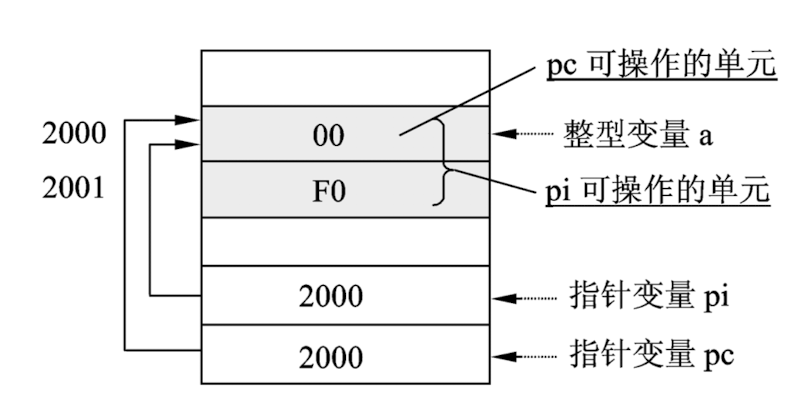 pc 可操作的单元
2000 00 整型变量 a
2001 F0 pi 可操作的单元
2000 指针变量 pi
2000 指针变量 pc